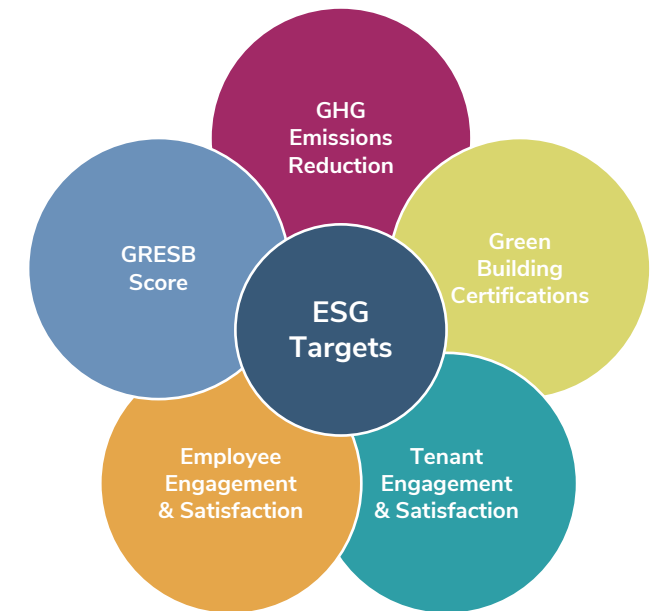 GHG
Emissions
Reduction
Green
Building
Certifications
Tenant
Engagement
& Satisfaction
Employee
Engagement
& Satisfaction
GRESB
Score
ESG
Targets